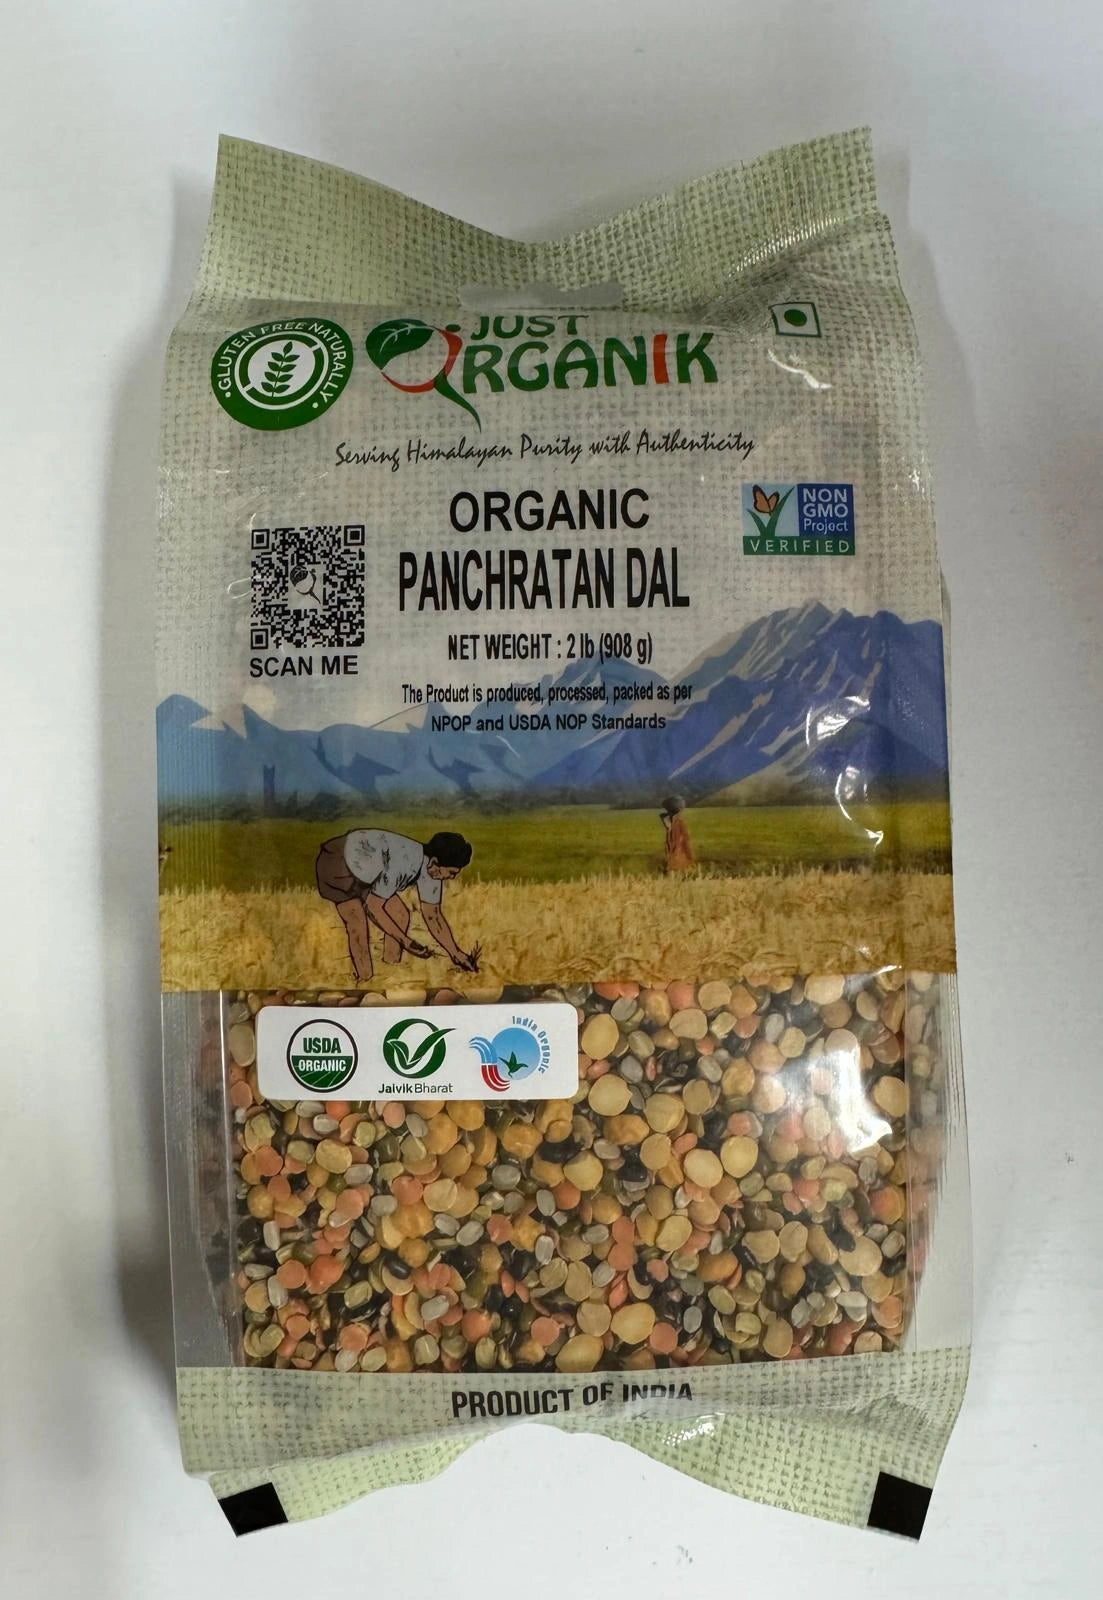 GLUTEN FREE NATURALLY
JUST
ORGANIK
Serving Himalayan Purity with Authenticity
ORGANIC
PANCHRATAN DAL
NON
GMO
Project
VERIFIED
SCAN ME
NET WEIGHT : 2 lb (908 g)
The Product is produced, processed, packed as per
NPOP and USDA NOP Standards
USDA
ORGANIC
Jaivik Bharat
India Organic
PRODUCT OF INDIA